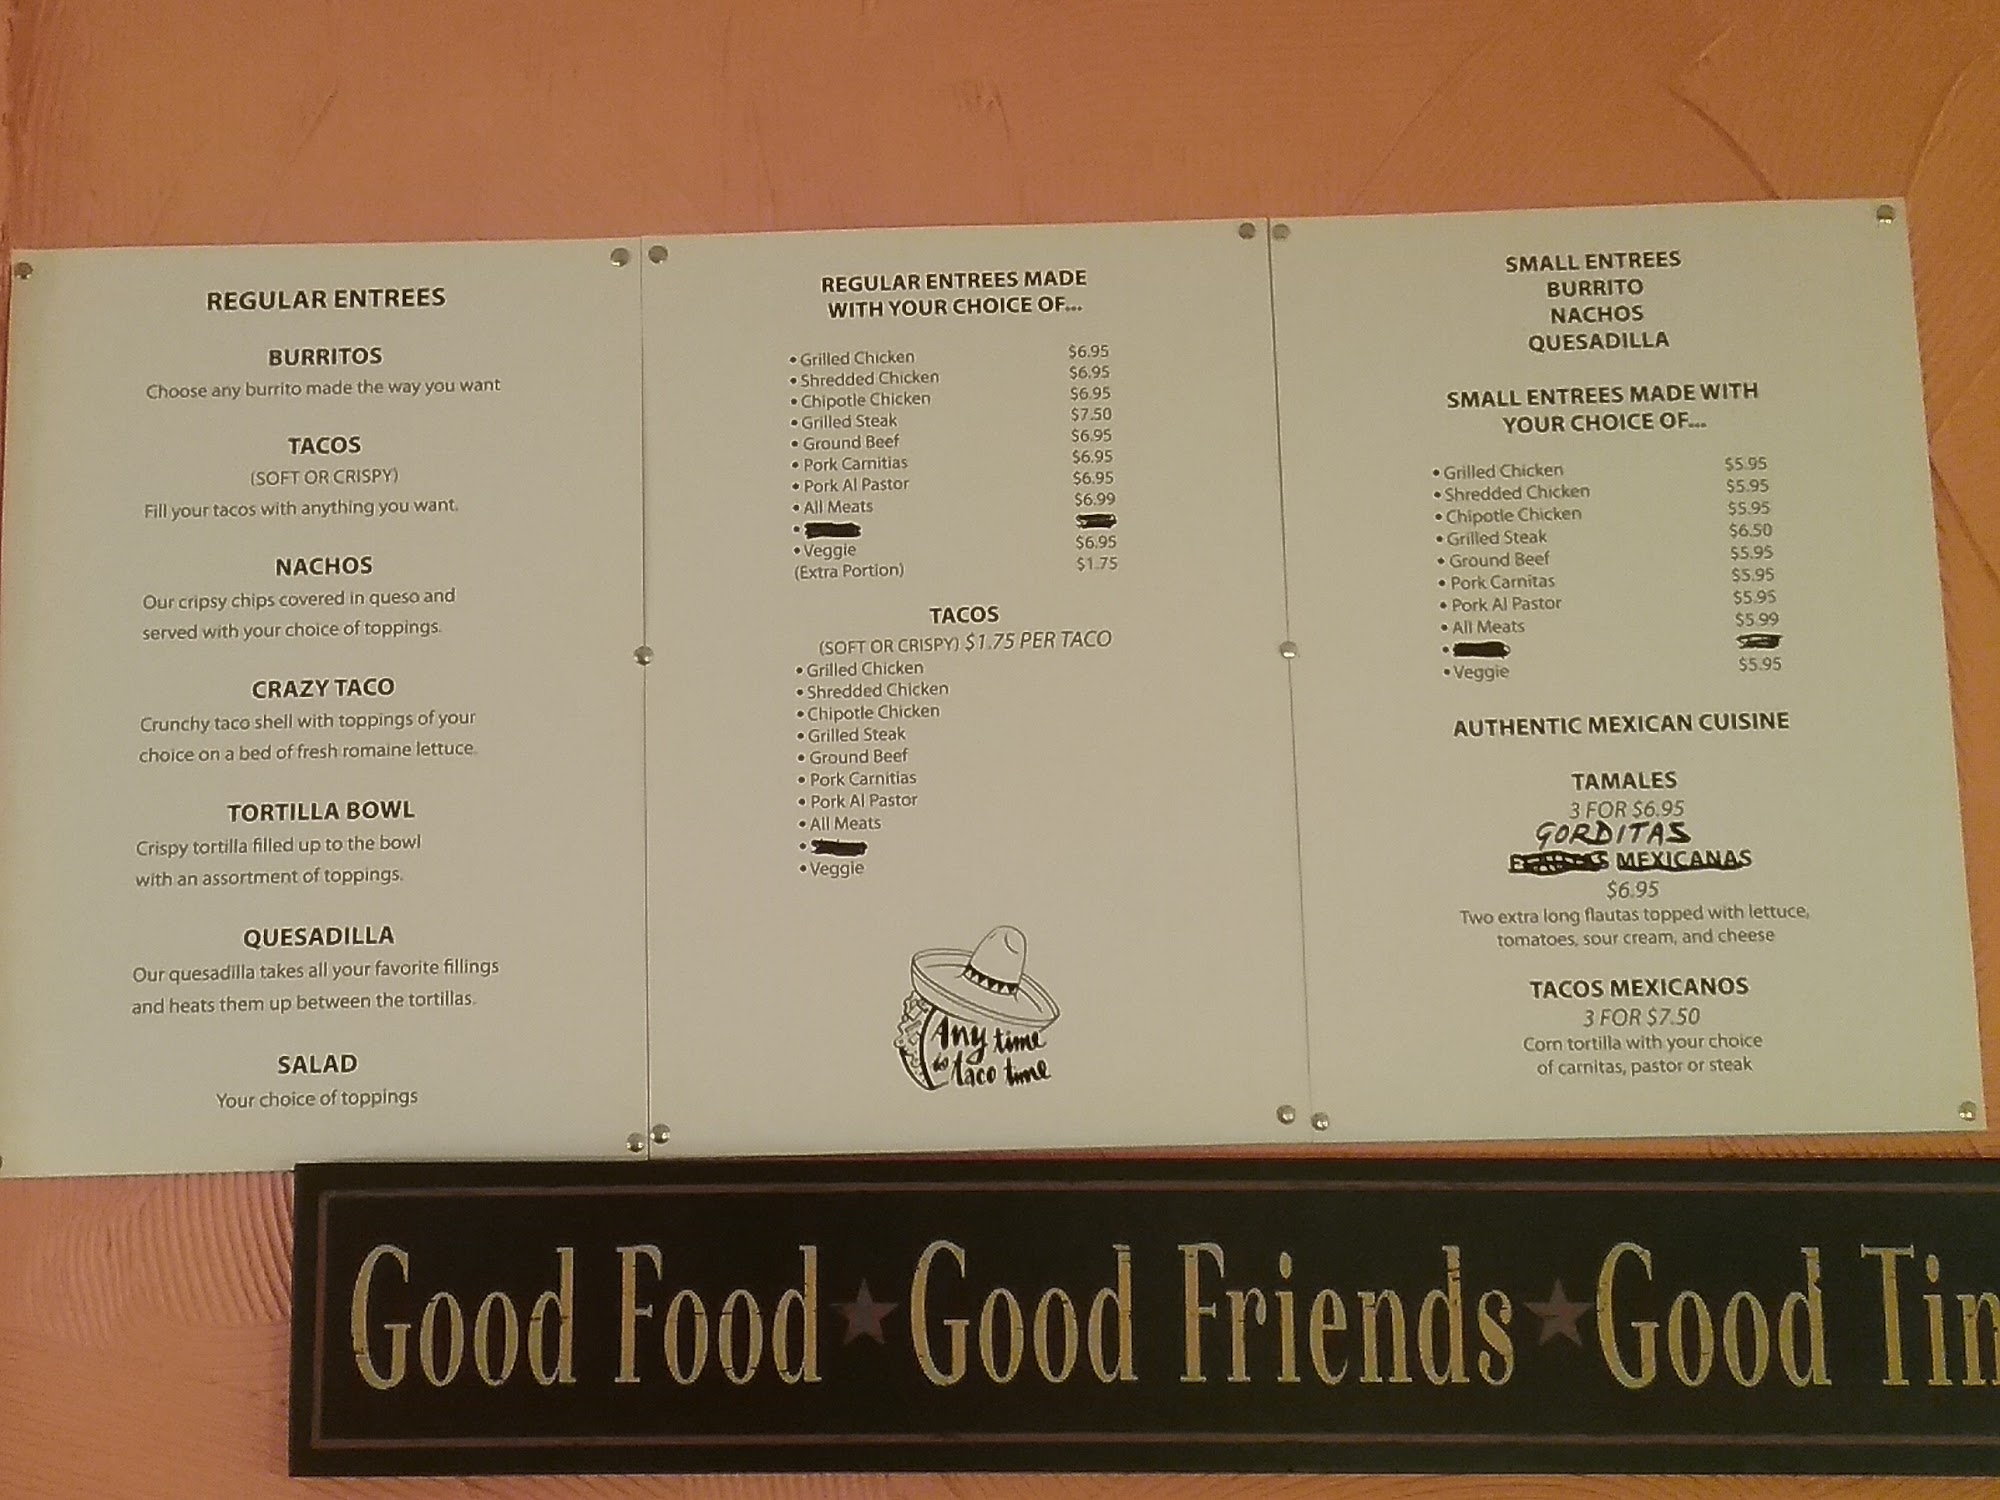 REGULAR ENTREES
BURRITOS
Choose any burrito made the way you want
TACOS
(SOFT OR CRISPY)
Fill your tacos with anything you want.
NACHOS
Our cripsy chips covered in queso and
served with your choice of toppings.
CRAZY TACO
Crunchy taco shell with toppings of your
choice on a bed of fresh romaine lettuce.
TORTILLA BOWL
Crispy tortilla filled up to the bowl
with an assortment of toppings.
QUESADILLA
Our quesadilla takes all your favorite fillings
and heats them up between the tortillas.
SALAD
Your choice of toppings
REGULAR ENTREES MADE
WITH YOUR CHOICE OF...
• Grilled Chicken $6.95
• Shredded Chicken $6.95
• Chipotle Chicken $6.95
• Grilled Steak $7.50
• Ground Beef $6.95
• Pork Carnitias $6.95
• Pork Al Pastor $6.95
• All Meats $6.99
•
• Veggie $6.95
(Extra Portion) $1.75
TACOS
(SOFT OR CRISPY) $1.75 PER TACO
• Grilled Chicken
• Shredded Chicken
• Chipotle Chicken
• Grilled Steak
• Ground Beef
• Pork Carnitias
• Pork Al Pastor
• All Meats
•
• Veggie
Any time
is taco time
SMALL ENTREES
BURRITO
NACHOS
QUESADILLA
SMALL ENTREES MADE WITH
YOUR CHOICE OF...
• Grilled Chicken $5.95
• Shredded Chicken $5.95
• Chipotle Chicken $5.95
• Grilled Steak $6.50
• Ground Beef $5.95
• Pork Carnitas $5.95
• Pork Al Pastor $5.95
• All Meats $5.99
•
• Veggie $5.95
AUTHENTIC MEXICAN CUISINE
TAMALES
3 FOR $6.95
GORDITAS
MEXICANAS
$6.95
Two extra long flautas topped with lettuce,
tomatoes, sour cream, and cheese
TACOS MEXICANOS
3 FOR $7.50
Corn tortilla with your choice
of carnitas, pastor or steak
Good Food ★ Good Friends ★ Good Tin